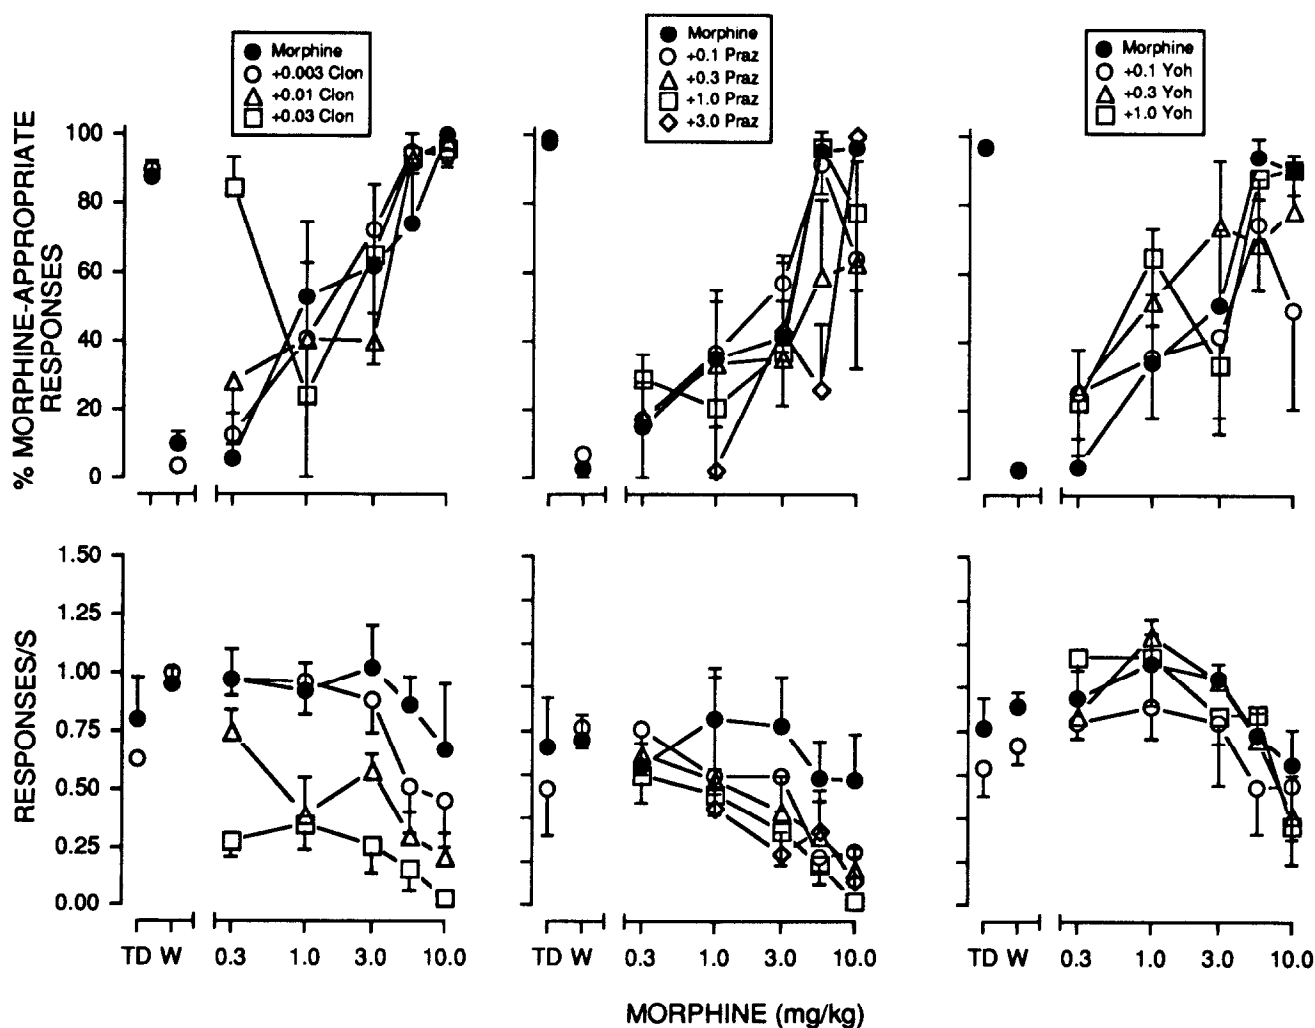 Morphine
+0.003 Clon
+0.01 Clon
+0.03 Clon
Morphine
+0.1 Praz
+0.3 Praz
+1.0 Praz
+3.0 Praz
Morphine
+0.1 Yoh
+0.3 Yoh
+1.0 Yoh
% MORPHINE-APPROPRIATE
RESPONSES
100
80
60
40
20
0
RESPONSES/S
1.50
1.25
1.00
0.75
0.50
0.25
0.00
TD W 0.3 1.0 3.0 10.0
TD W 0.3 1.0 3.0 10.0
TD W 0.3 1.0 3.0 10.0
MORPHINE (mg/kg)